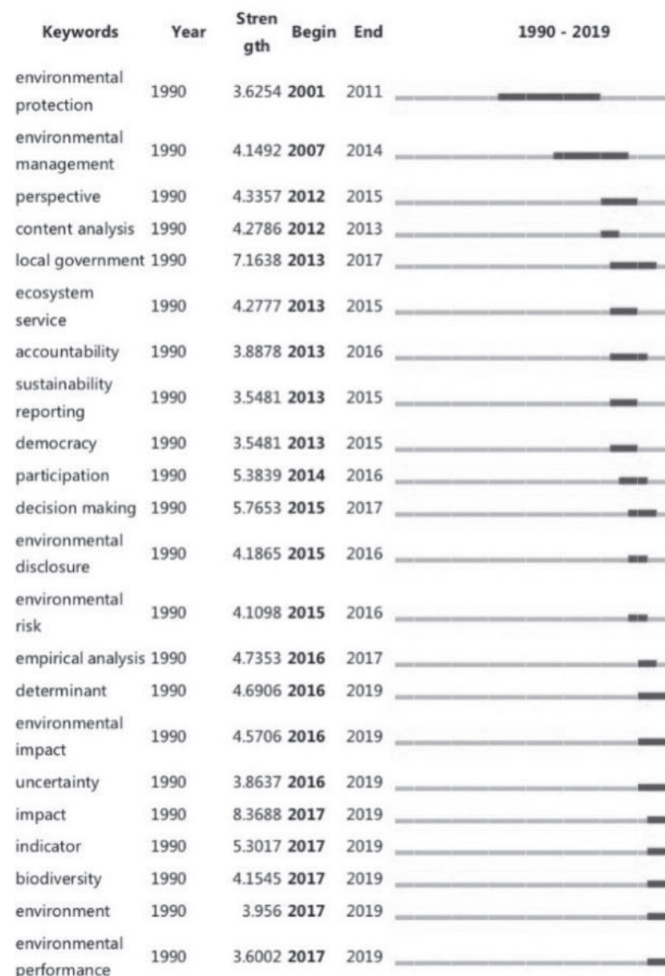 Keywords Year Stren gth Begin End 1990 - 2019
environmental protection 1990 3.6254 2001 2011
environmental management 1990 4.1492 2007 2014
perspective 1990 4.3357 2012 2015
content analysis 1990 4.2786 2012 2013
local government 1990 7.1638 2013 2017
ecosystem service 1990 4.2777 2013 2015
accountability 1990 3.8878 2013 2016
sustainability reporting 1990 3.5481 2013 2015
democracy 1990 3.5481 2013 2015
participation 1990 5.3839 2014 2016
decision making 1990 5.7653 2015 2017
environmental disclosure 1990 4.1865 2015 2016
environmental risk 1990 4.1098 2015 2016
empirical analysis 1990 4.7353 2016 2017
determinant 1990 4.6906 2016 2019
environmental impact 1990 4.5706 2016 2019
uncertainty 1990 3.8637 2016 2019
impact 1990 8.3688 2017 2019
indicator 1990 5.3017 2017 2019
biodiversity 1990 4.1545 2017 2019
environment 1990 3.956 2017 2019
environmental performance 1990 3.6002 2017 2019